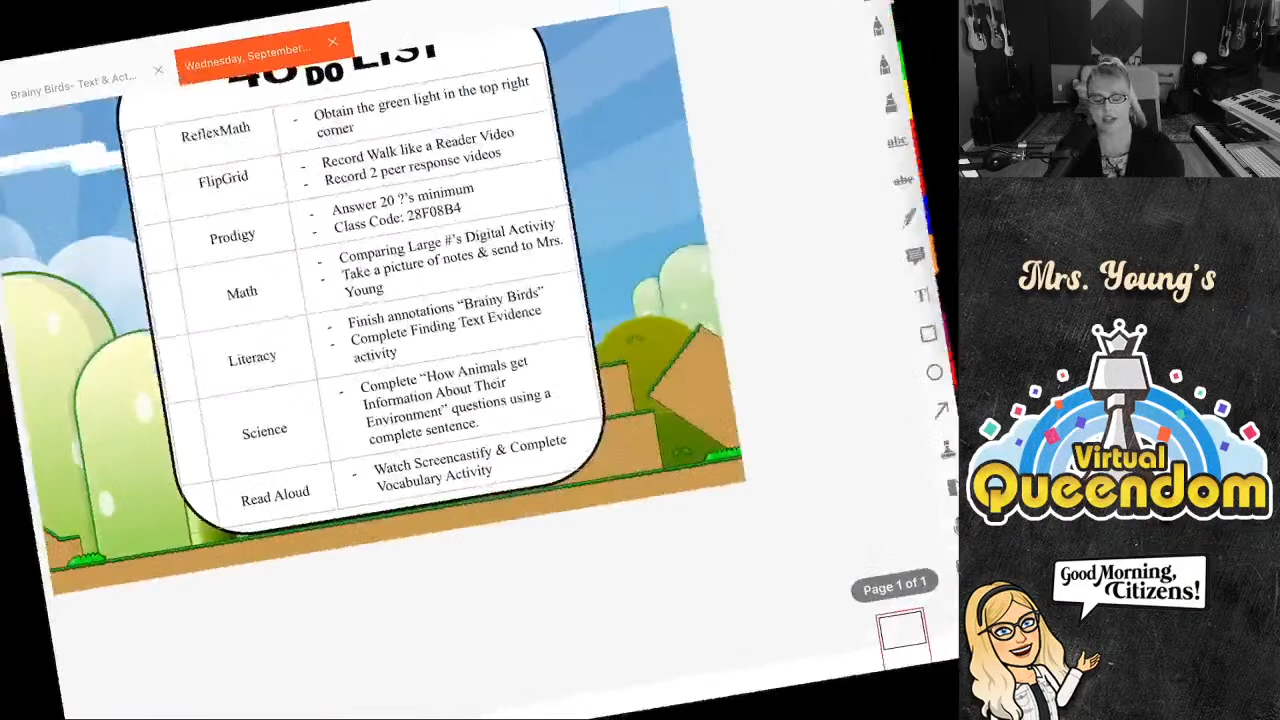 Brainy Birds- Text & Act...
Wednesday, September...
DO LIST
ReflexMath
- Obtain the green light in the top right
corner
FlipGrid
- Record Walk like a Reader Video
- Record 2 peer response videos
Prodigy
- Answer 20 ?'s minimum
- Class Code: 28F08B4
Math
- Comparing Large #'s Digital Activity
- Take a picture of notes & send to Mrs.
Young
Literacy
- Finish annotations “Brainy Birds”
- Complete Finding Text Evidence
activity
Science
- Complete “How Animals get
Information About Their
Environment” questions using a
complete sentence.
Read Aloud
- Watch Screencastify & Complete
Vocabulary Activity
abc
abc
T
Page 1 of 1
Mrs. Young's
Virtual
Queendom
Good Morning,
Citizens!